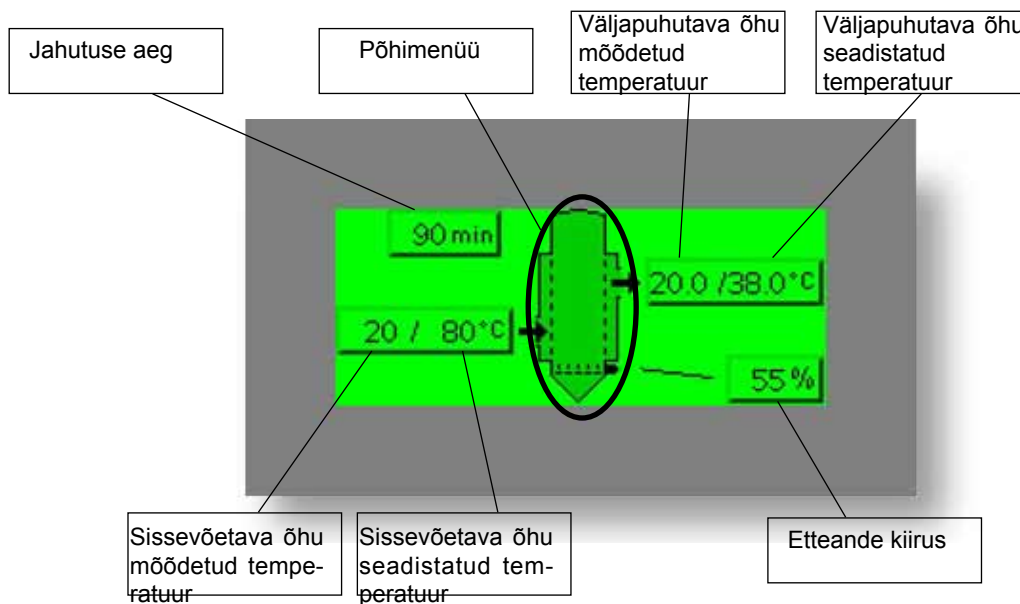 Jahutuse aeg
Põhimenüü
Väljapuhutava õhu
mõõdetud
temperatuur
Väljapuhutava õhu
seadistatud
temperatuur
90 min
20.0 /38.0°C
20 / 80°C
55%
Sissevõetava õhu
mõõdetud tempe-
ratuur
Sissevõetava õhu
seadistatud tem-
peratuur
Etteande kiirus